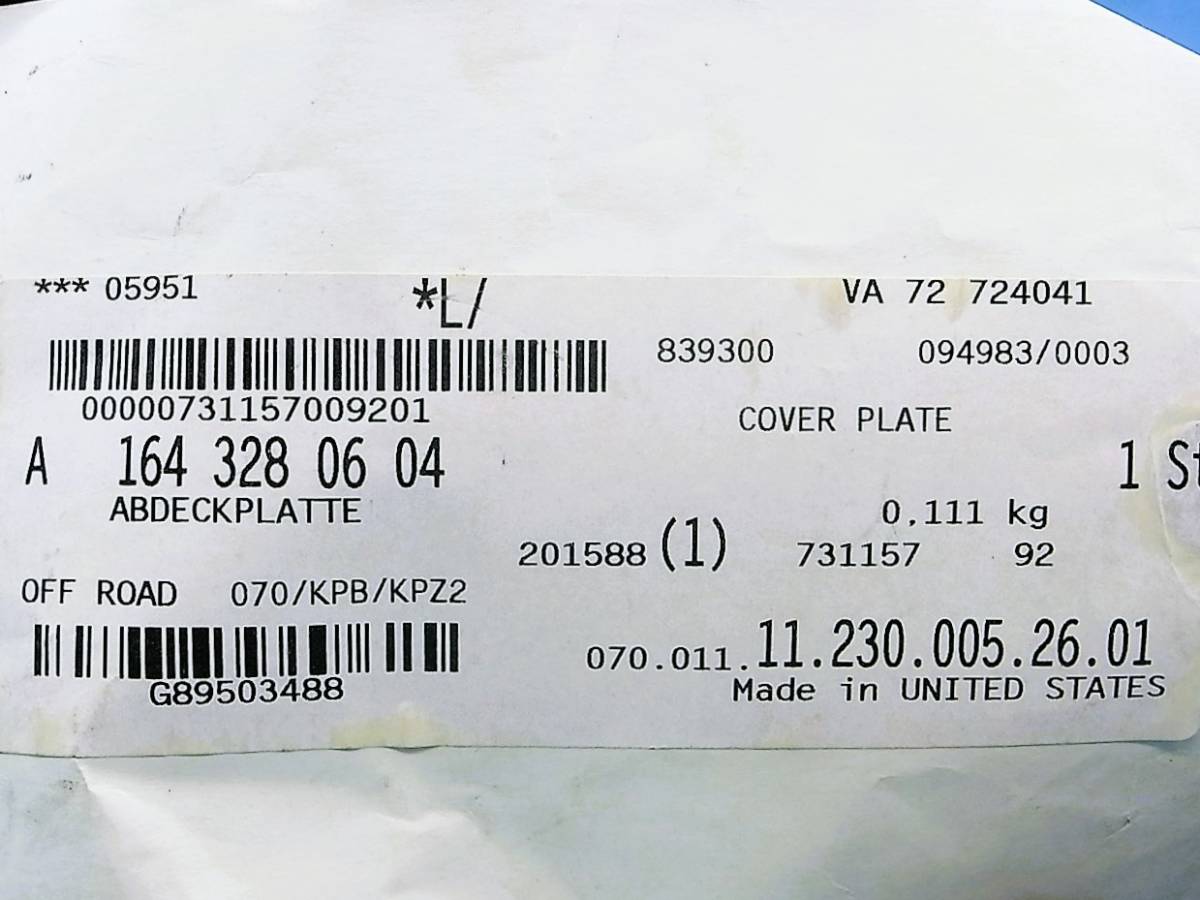 *** 05951 *L/ VA 72 724041
839300 094983/0003
00000731157009201 COVER PLATE
A 164 328 06 04 1 St
ABDECKPLATTE 0,111 kg
201588 (1) 731157 92
OFF ROAD 070/KPB/KPZ2
070.011.11.230.005.26.01
G89503488 Made in UNITED STATES